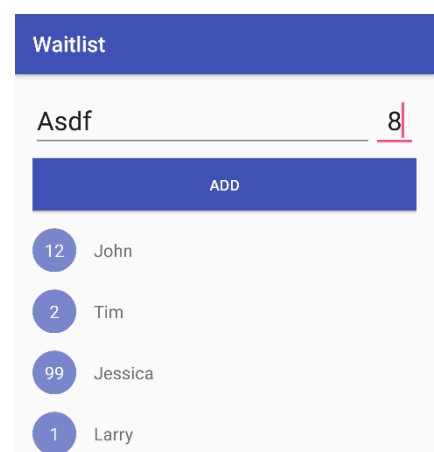 Waitlist
Asdf 8
ADD
12 John
2 Tim
99 Jessica
1 Larry